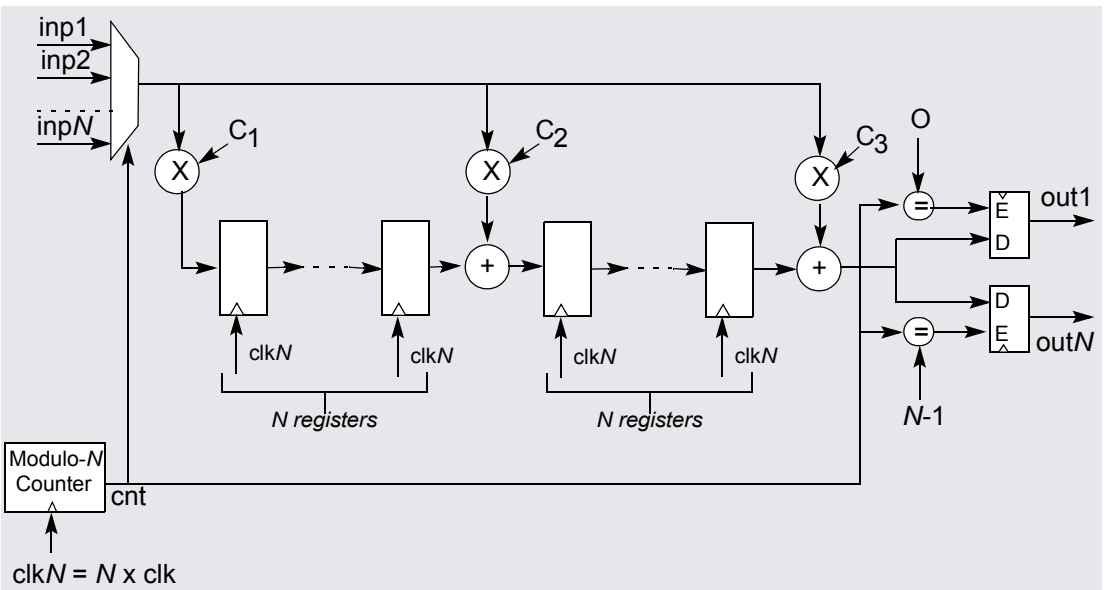 inp1
inp2
inpN
C1
X
C2
X
C3
X
O
=
E
D
out1
+
+
D
E
outN
=
N-1
clkN
clkN
clkN
clkN
N registers
N registers
Modulo-N
Counter
cnt
clkN = N x clk